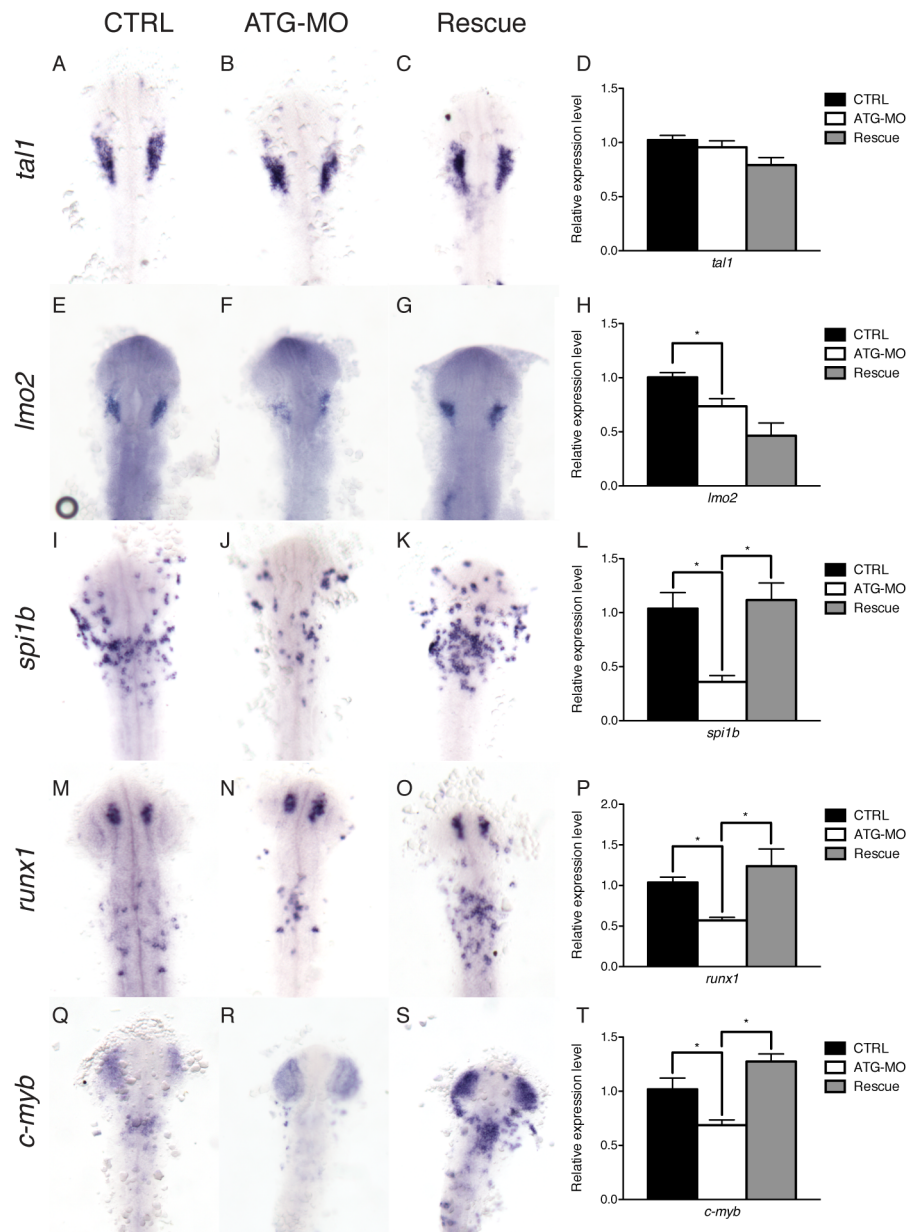 CTRL ATG-MO Rescue
A B C D
tal1
Relative expression level
1.5
1.0
0.5
0.0
tal1
CTRL
ATG-MO
Rescue
E F G H
lmo2
Relative expression level
1.5
*
1.0
0.5
0.0
lmo2
CTRL
ATG-MO
Rescue
I J K L
spi1b
Relative expression level
1.5
* *
1.0
0.5
0.0
spi1b
CTRL
ATG-MO
Rescue
M N O P
runx1
Relative expression level
2.0
1.5
* *
1.0
0.5
0.0
runx1
CTRL
ATG-MO
Rescue
Q R S T
c-myb
Relative expression level
1.5
* *
1.0
0.5
0.0
c-myb
CTRL
ATG-MO
Rescue